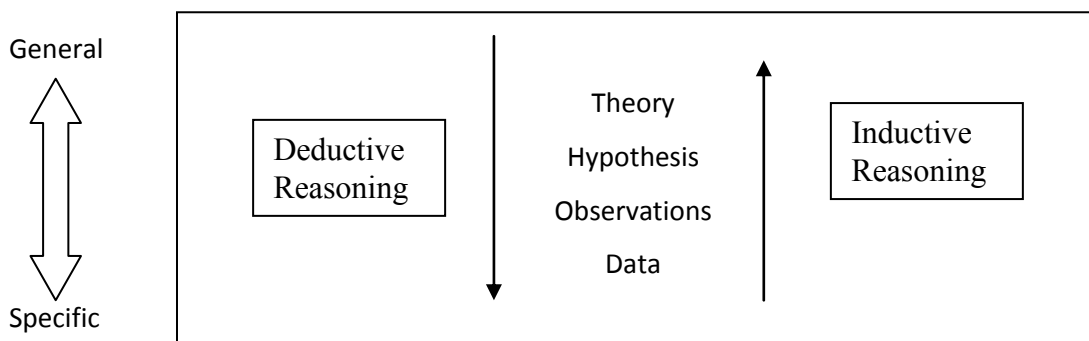 General
Deductive
Reasoning
Theory
Hypothesis
Observations
Data
Inductive
Reasoning
Specific